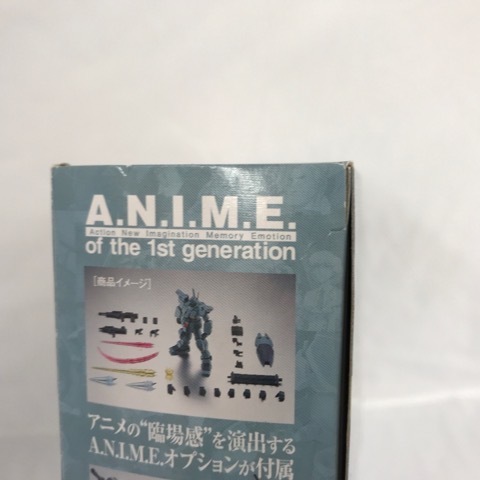 A.N.I.M.E.
Action New Imagination Memory Emotion
of the 1st generation
[商品イメージ]
アニメの“臨場感”を演出する
A.N.I.M.E.オプションが付属